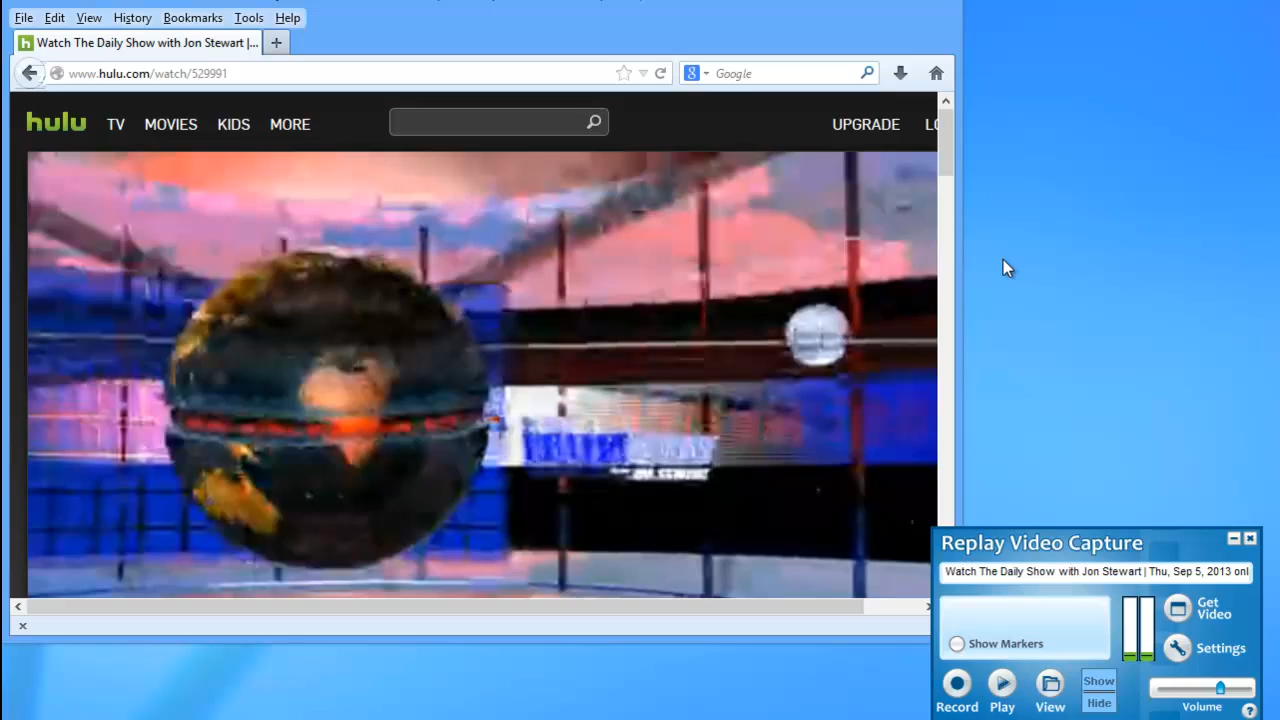 File Edit View History Bookmarks Tools Help
h Watch The Daily Show with Jon Stewart |... +
www.hulu.com/watch/529991
8 Google
hulu TV MOVIES KIDS MORE
UPGRADE LO
Replay Video Capture
Watch The Daily Show with Jon Stewart | Thu, Sep 5, 2013 onl
Get Video
Show Markers
Settings
Record Play View Show Hide
Volume
?